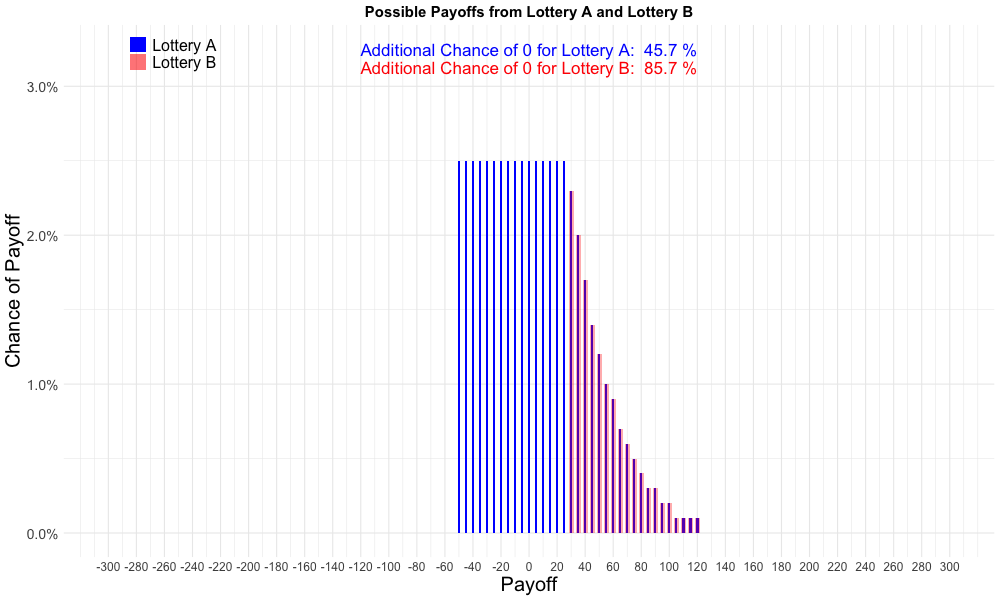 Possible Payoffs from Lottery A and Lottery B
Lottery A
Lottery B
Additional Chance of 0 for Lottery A: 45.7 %
Additional Chance of 0 for Lottery B: 85.7 %
Chance of Payoff
3.0%
2.0%
1.0%
0.0%
-300 -280 -260 -240 -220 -200 -180 -160 -140 -120 -100 -80 -60 -40 -20 0 20 40 60 80 100 120 140 160 180 200 220 240 260 280 300
Payoff